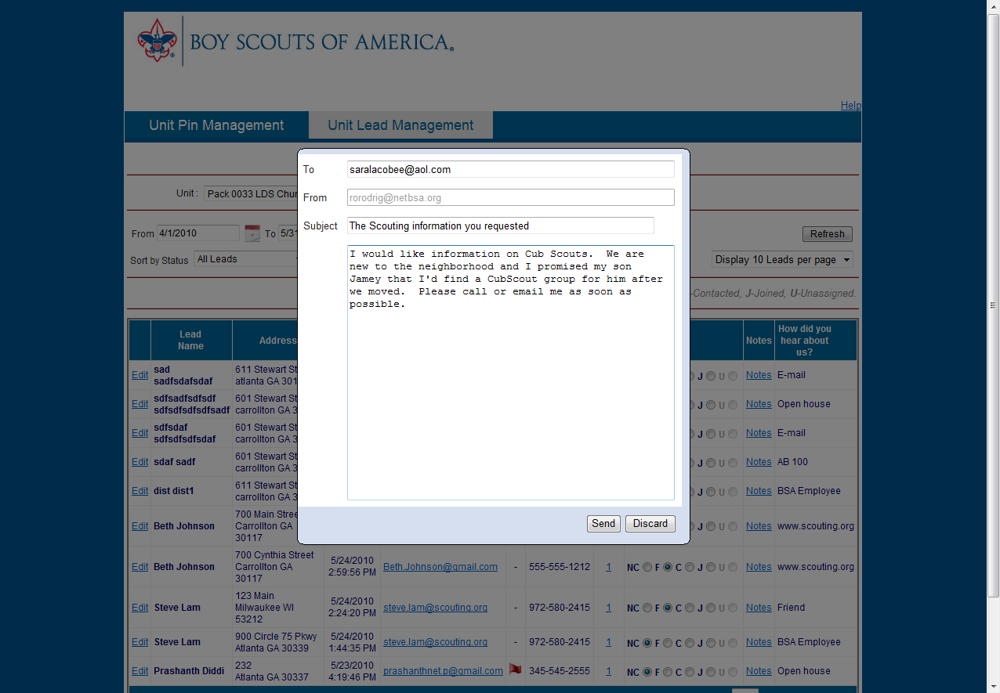 BOY SCOUTS OF AMERICA®
Help
Unit Pin Management Unit Lead Management
To saralacobee@aol.com
From rorodrig@netbsa.org
Subject The Scouting information you requested
I would like information on Cub Scouts. We are
new to the neighborhood and I promised my son
Jamey that I'd find a CubScout group for him after
we moved. Please call or email me as soon as
possible.
Send Discard
Unit : Pack 0033 LDS Chur
From 4/1/2010 To 5/31
Refresh
Sort by Status All Leads
Display 10 Leads per page
-Contacted, J-Joined, U-Unassigned.
Lead
Name
Address
Notes
How did you
hear about
us?
Edit sad
sadfsdafsdaf
611 Stewart St
atlanta GA 301
J U Notes E-mail
Edit sdfsadfsdfsdf
sdfsdfsdfsdfsadf
601 Stewart St
carrollton GA 3
J U Notes Open house
Edit sdfsdaf
sdfsdfsdfsdaf
601 Stewart St
carrollton GA 3
J U Notes E-mail
Edit sdaf sadf
601 Stewart St
carrollton GA 3
J U Notes AB 100
Edit dist dist1
611 Stewart St
carrollton GA 3
J U Notes BSA Employee
Edit Beth Johnson
700 Main Stree
Carrollton GA
30117
J U Notes www.scouting.org
Edit Beth Johnson
700 Cynthia Street
Carrollton GA
30117
5/24/2010
2:59:56 PM
Beth.Johnson@gmail.com - 555-555-1212 1 NC F C J U Notes www.scouting.org
Edit Steve Lam
123 Main
Milwaukee WI
53212
5/24/2010
2:24:20 PM
steve.lam@scouting.org - 972-580-2415 1 NC F C J U Notes Friend
Edit Steve Lam
900 Circle 75 Pkwy
Atlanta GA 30339
5/24/2010
1:44:35 PM
steve.lam@scouting.org - 972-580-2415 1 NC F C J U Notes BSA Employee
Edit Prashanth Diddi
232
Atlanta GA 30337
5/23/2010
4:19:46 PM
prashanthnet.p@gmail.com 345-545-2555 1 NC F C J U Notes Open house